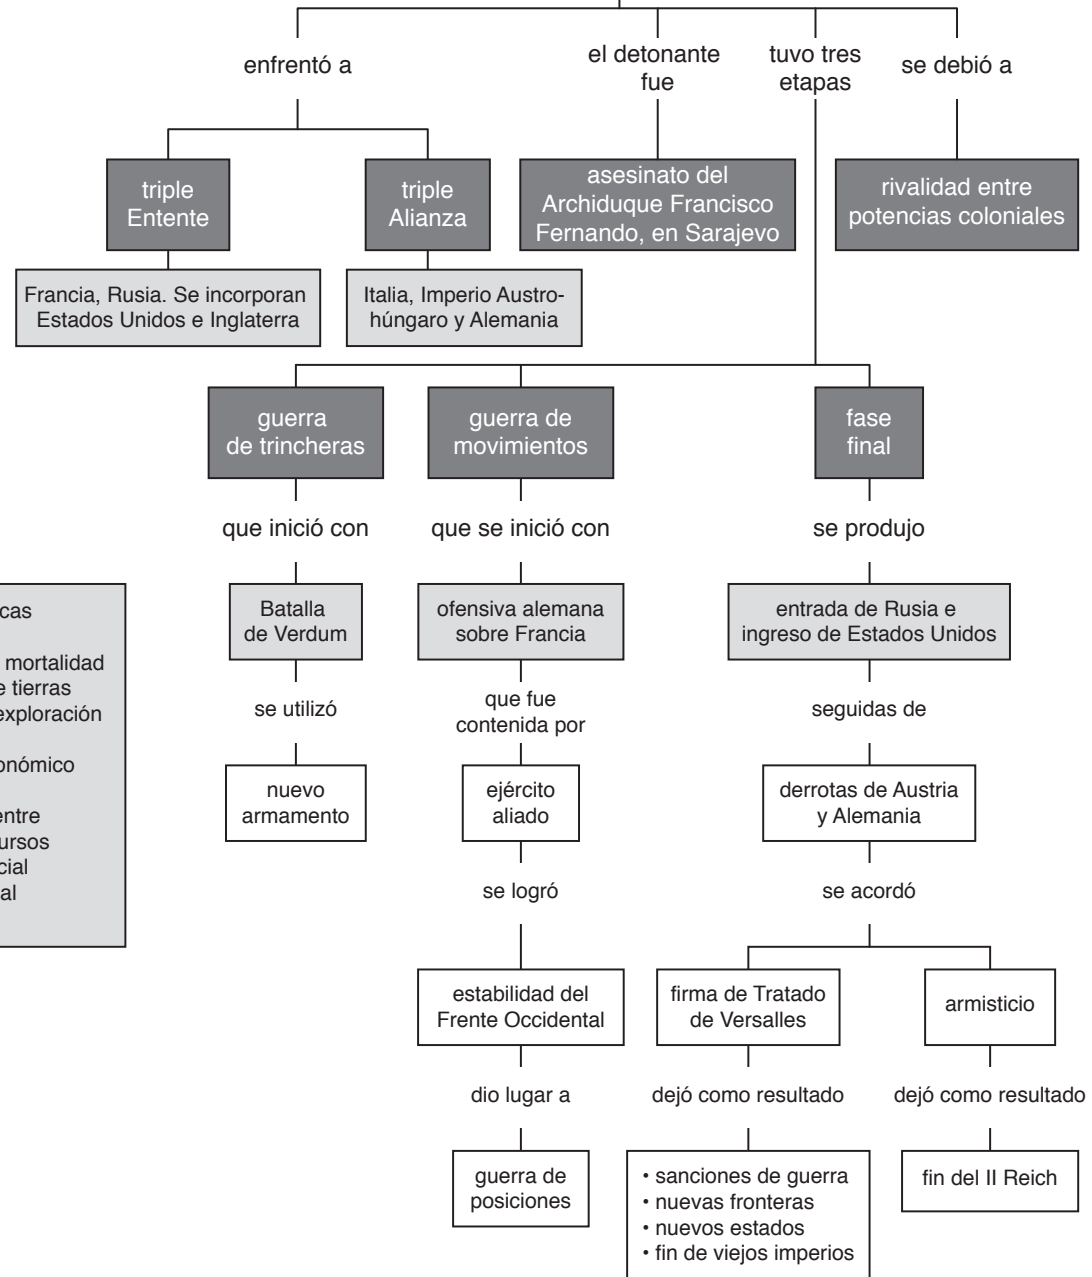 enfrentó a
el detonante
fue
tuvo tres
etapas
se debió a
triple
Entente
triple
Alianza
asesinato del
Archiduque Francisco
Fernando, en Sarajevo
rivalidad entre
potencias coloniales
Francia, Rusia. Se incorporan
Estados Unidos e Inglaterra
Italia, Imperio Austro-
húngaro y Alemania
guerra
de trincheras
guerra de
movimientos
fase
final
que inició con
que se inició con
se produjo
Batalla
de Verdum
ofensiva alemana
sobre Francia
entrada de Rusia e
ingreso de Estados Unidos
cas
mortalidad
e tierras
exploración
onómico
entre
ursos
cial
al
se utilizó
que fue
contenida por
seguidas de
nuevo
armamento
ejército
aliado
derrotas de Austria
y Alemania
se logró
se acordó
estabilidad del
Frente Occidental
firma de Tratado
de Versalles
armisticio
dio lugar a
dejó como resultado
dejó como resultado
guerra de
posiciones
• sanciones de guerra
• nuevas fronteras
• nuevos estados
• fin de viejos imperios
fin del II Reich